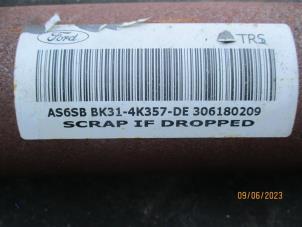 Ford
TRS
AS6SB BK31-4K357-DE 306180209
SCRAP IF DROPPED
09/06/2023